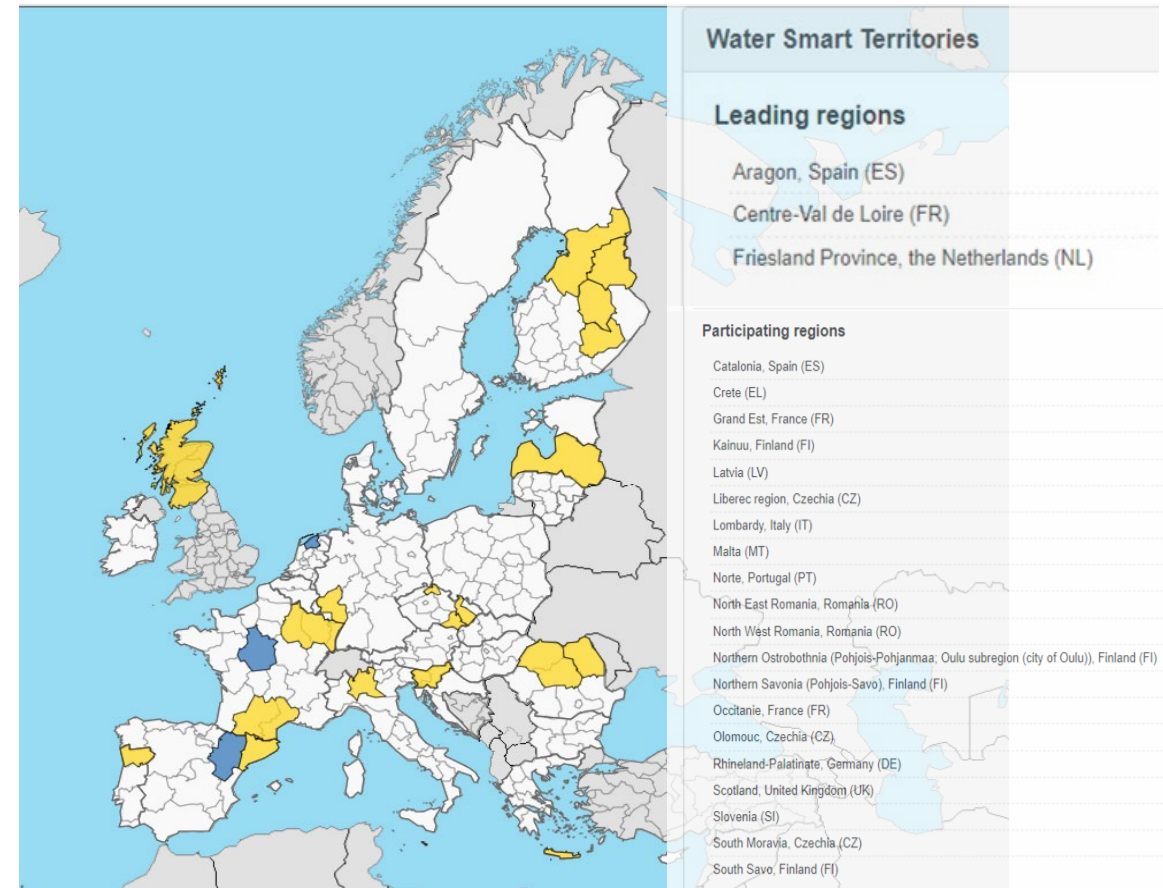 Water Smart Territories
Leading regions
Aragon, Spain (ES)
Centre-Val de Loire (FR)
Friesland Province, the Netherlands (NL)
Participating regions
Catalonia, Spain (ES)
Crete (EL)
Grand Est, France (FR)
Kainuu, Finland (FI)
Latvia (LV)
Liberec region, Czechia (CZ)
Lombardy, Italy (IT)
Malta (MT)
Norte, Portugal (PT)
North East Romania, Romania (RO)
North West Romania, Romania (RO)
Northern Ostrobothnia (Pohjois-Pohjanmaa; Oulu subregion (city of Oulu)), Finland (FI)
Northern Savonia (Pohjois-Savo), Finland (FI)
Occitanie, France (FR)
Olomouc, Czechia (CZ)
Rhineland-Palatinate, Germany (DE)
Scotland, United Kingdom (UK)
Slovenia (SI)
South Moravia, Czechia (CZ)
South Savo, Finland (FI)